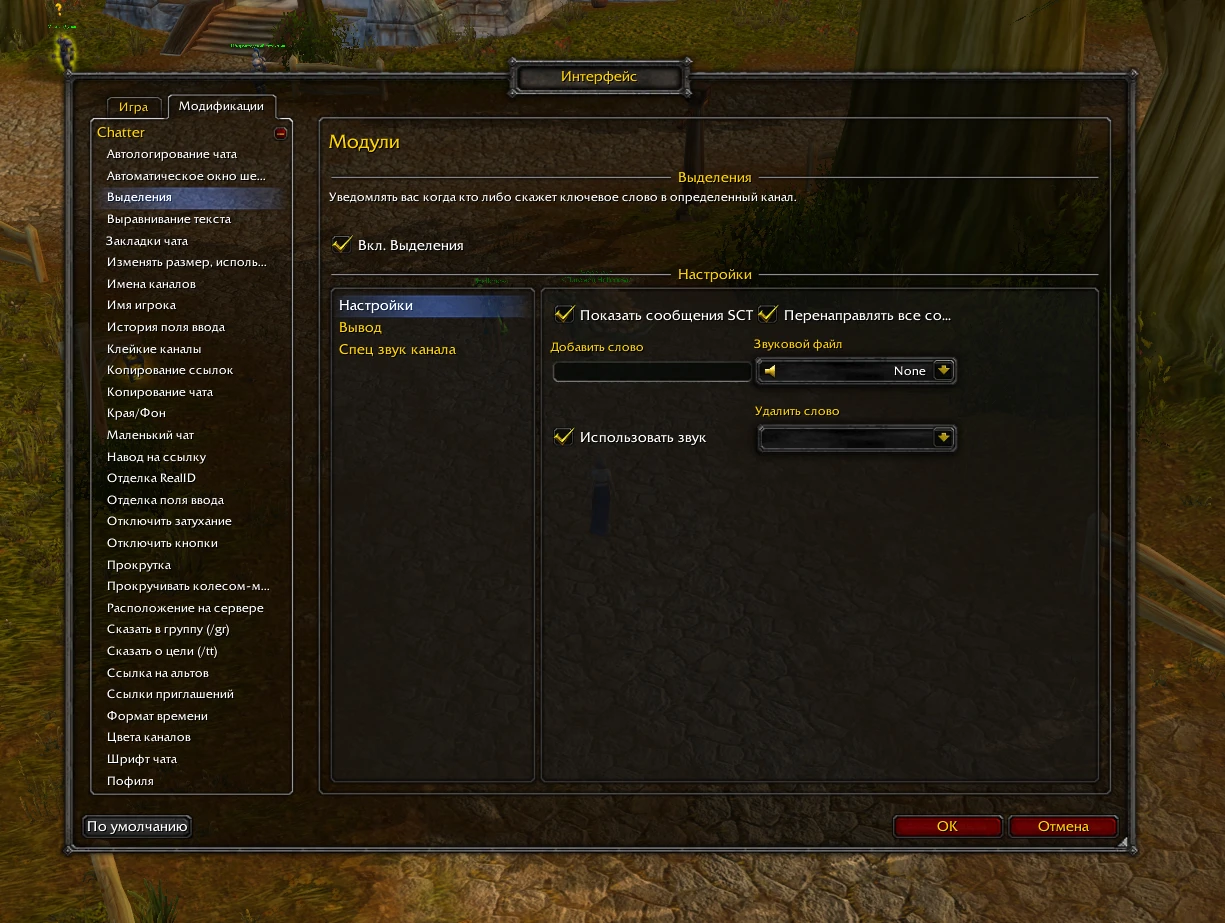 Интерфейс
Игра
Модификации
Chatter
Автологирование чата
Автоматическое окно ше...
Выделения
Выравнивание текста
Закладки чата
Изменять размер, исполь...
Имена каналов
Имя игрока
История поля ввода
Клейкие каналы
Копирование ссылок
Копирование чата
Края/Фон
Маленький чат
Навод на ссылку
Отделка RealID
Отделка поля ввода
Отключить затухание
Отключить кнопки
Прокрутка
Прокручивать колесом-м...
Расположение на сервере
Сказать в группу (/gr)
Сказать о цели (/tt)
Ссылка на альтов
Ссылки приглашений
Формат времени
Цвета каналов
Шрифт чата
Пофиля
Модули
Выделения
Уведомлять вас когда кто либо скажет ключевое слово в определенный канал.
Вкл. Выделения
Настройки
Настройки
Вывод
Спец звук канала
Показать сообщения SCT
Перенаправлять все со...
Добавить слово
Звуковой файл
None
Использовать звук
Удалить слово
По умолчанию
ОК
Отмена